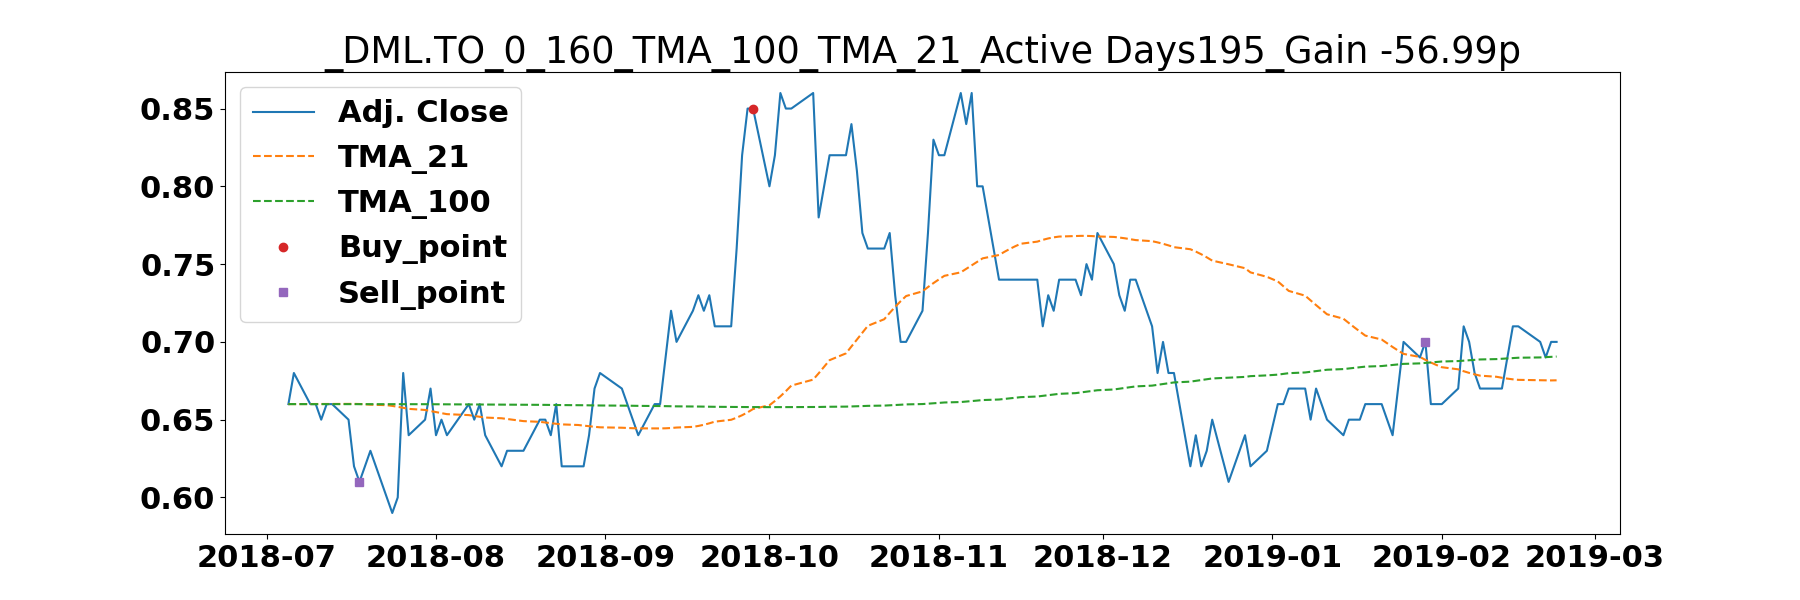 _DML.TO_0_160_TMA_100_TMA_21_Active Days195_Gain -56.99p
Adj. Close
TMA_21
TMA_100
Buy_point
Sell_point
0.85
0.80
0.75
0.70
0.65
0.60
2018-07 2018-08 2018-09 2018-10 2018-11 2018-12 2019-01 2019-02 2019-03